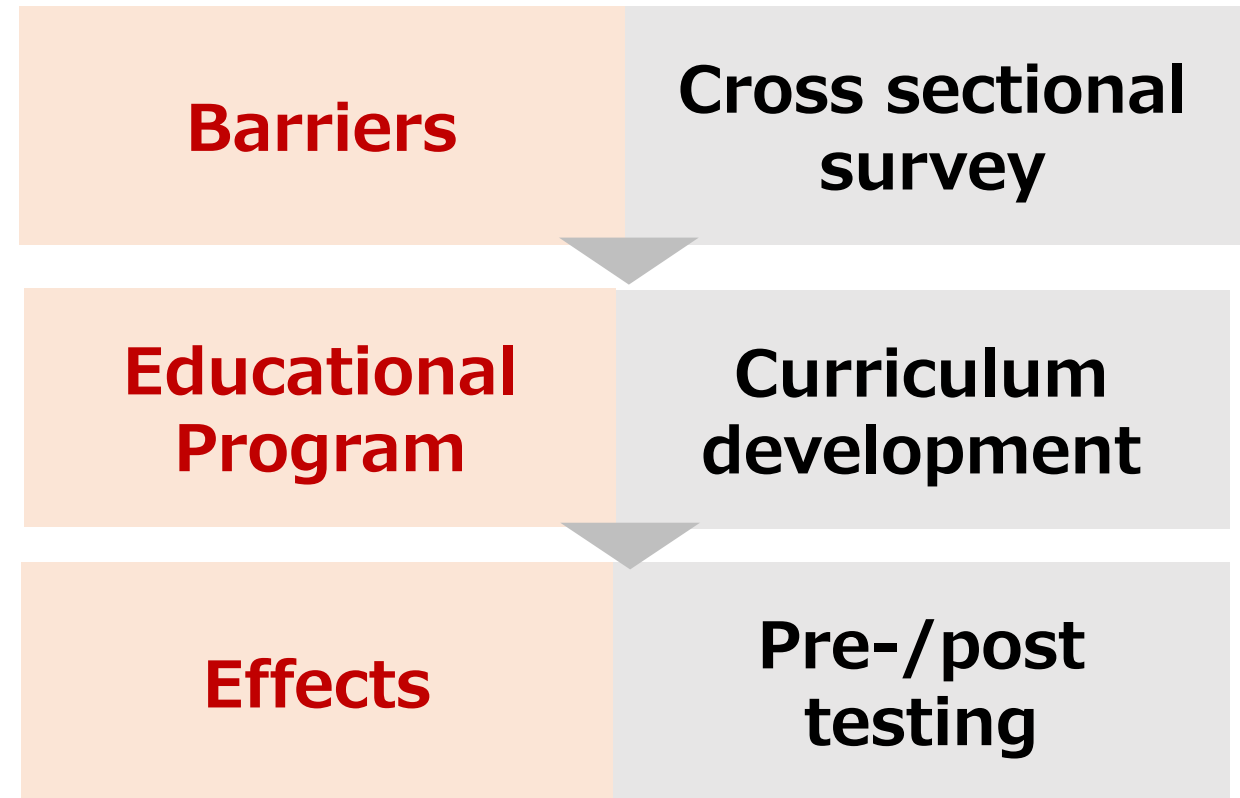 Barriers
Cross sectional
survey
Educational
Program
Curriculum
development
Effects
Pre-/post
testing